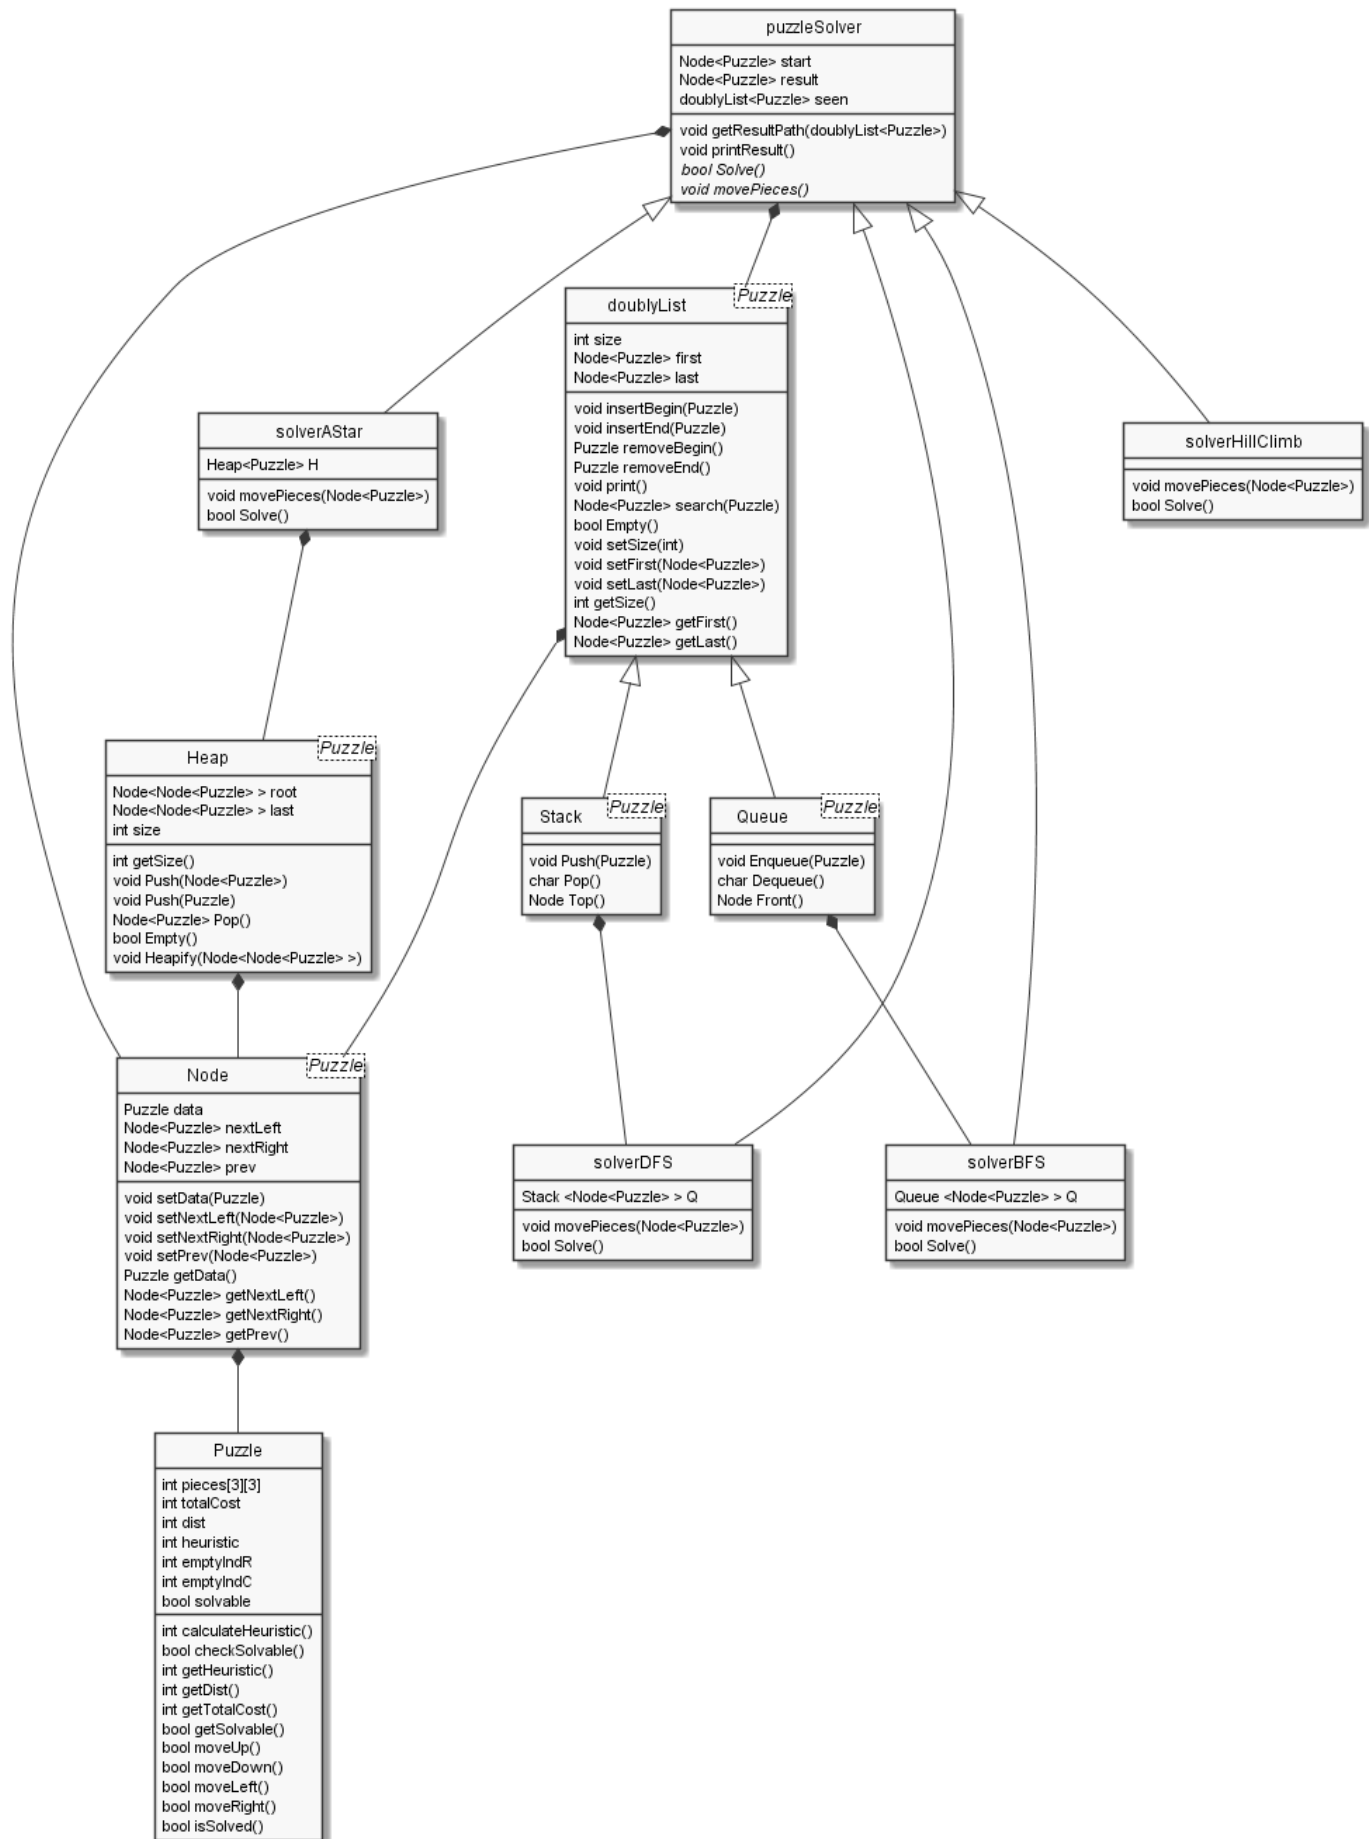 puzzleSolver
Node<Puzzle> start
Node<Puzzle> result
doublyList<Puzzle> seen
void getResultPath(doublyList<Puzzle>)
void printResult()
bool Solve()
void movePieces()
Puzzle
doublyList
int size
Node<Puzzle> first
Node<Puzzle> last
void insertBegin(Puzzle)
void insertEnd(Puzzle)
Puzzle removeBegin()
Puzzle removeEnd()
void print()
Node<Puzzle> search(Puzzle)
bool Empty()
void setSize(int)
void setFirst(Node<Puzzle>)
void setLast(Node<Puzzle>)
int getSize()
Node<Puzzle> getFirst()
Node<Puzzle> getLast()
solverAStar
Heap<Puzzle> H
void movePieces(Node<Puzzle>)
bool Solve()
solverHillClimb
void movePieces(Node<Puzzle>)
bool Solve()
Puzzle
Heap
Node<Node<Puzzle> > root
Node<Node<Puzzle> > last
int size
int getSize()
void Push(Node<Puzzle>)
void Push(Puzzle)
Node<Puzzle> Pop()
bool Empty()
void Heapify(Node<Node<Puzzle> >)
Puzzle
Stack
void Push(Puzzle)
char Pop()
Node Top()
Puzzle
Queue
void Enqueue(Puzzle)
char Dequeue()
Node Front()
Puzzle
Node
Puzzle data
Node<Puzzle> nextLeft
Node<Puzzle> nextRight
Node<Puzzle> prev
void setData(Puzzle)
void setNextLeft(Node<Puzzle>)
void setNextRight(Node<Puzzle>)
void setPrev(Node<Puzzle>)
Puzzle getData()
Node<Puzzle> getNextLeft()
Node<Puzzle> getNextRight()
Node<Puzzle> getPrev()
solverDFS
Stack <Node<Puzzle> > Q
void movePieces(Node<Puzzle>)
bool Solve()
solverBFS
Queue <Node<Puzzle> > Q
void movePieces(Node<Puzzle>)
bool Solve()
Puzzle
int pieces[3][3]
int totalCost
int dist
int heuristic
int emptyIndR
int emptyIndC
bool solvable
int calculateHeuristic()
bool checkSolvable()
int getHeuristic()
int getDist()
int getTotalCost()
bool getSolvable()
bool moveUp()
bool moveDown()
bool moveLeft()
bool moveRight()
bool isSolved()